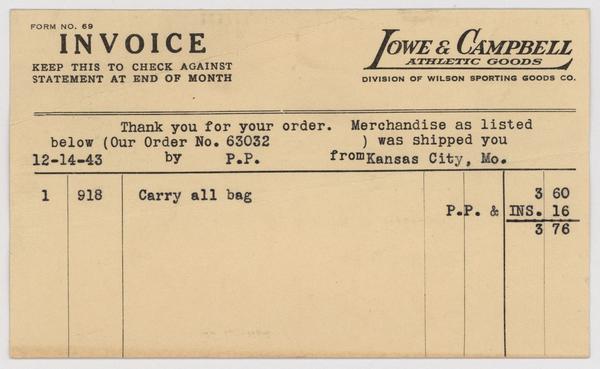 FORM NO. 69
INVOICE
KEEP THIS TO CHECK AGAINST
STATEMENT AT END OF MONTH
LOWE & CAMPBELL
ATHLETIC GOODS
DIVISION OF WILSON SPORTING GOODS CO.
Thank you for your order. Merchandise as listed
below (Our Order No. 63032 ) was shipped you
12-14-43 by P.P. from Kansas City, Mo.
1 918 Carry all bag 3 60
P.P. & INS. 16
3 76